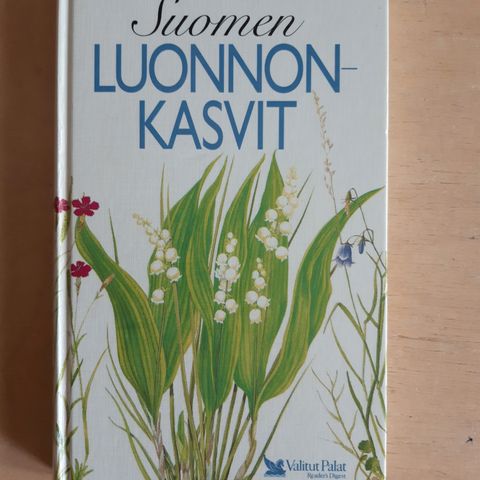 Suomen
LUONNON-
KASVIT
Valitut Palat
Reader's Digest